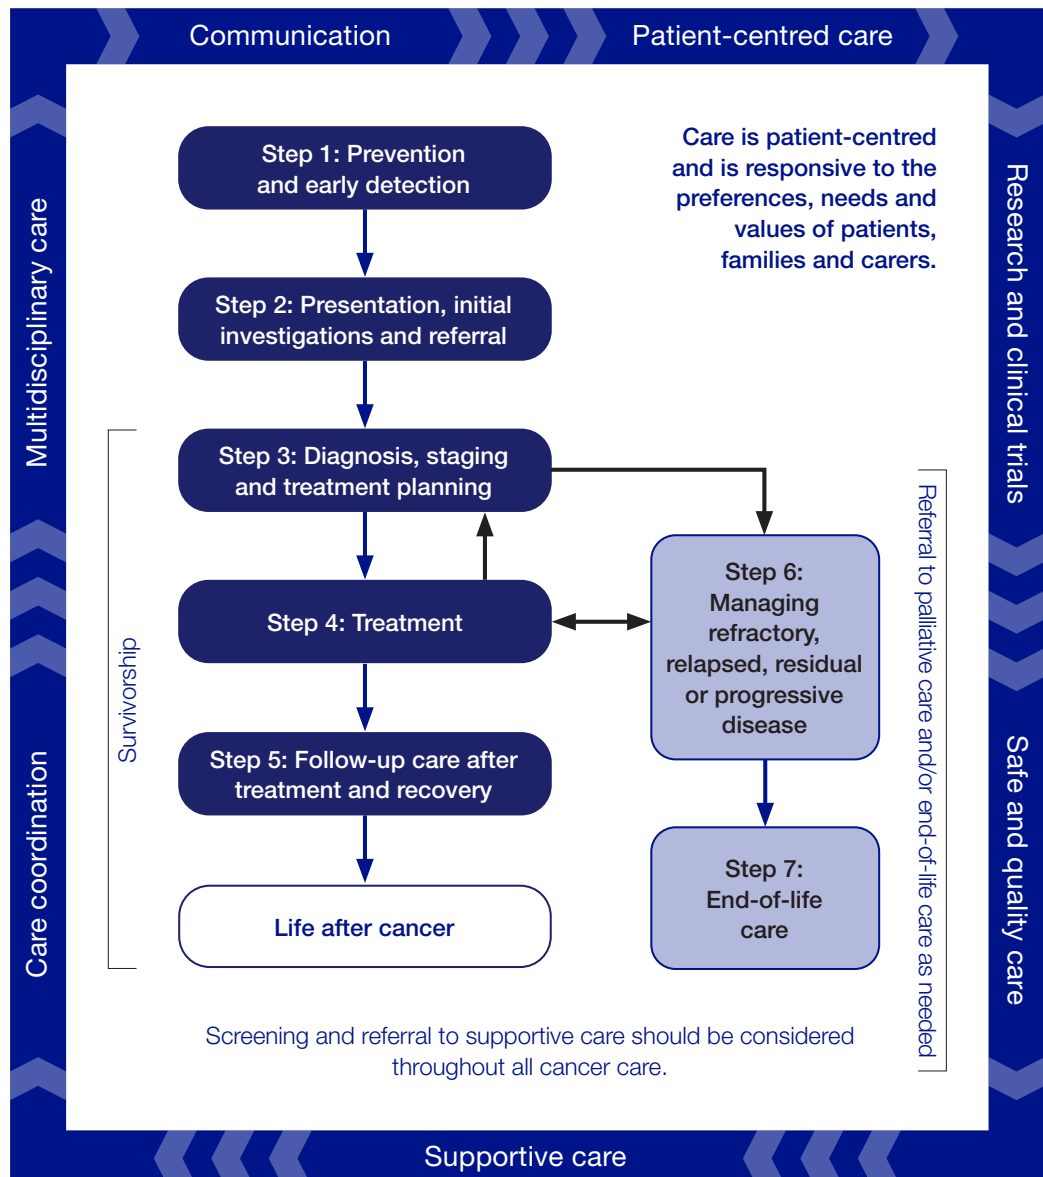 Communication
Patient-centred care
Multidisciplinary care
Care coordination
Research and clinical trials
Safe and quality care
Supportive care
Care is patient-centred
and is responsive to the
preferences, needs and
values of patients,
families and carers.
Step 1: Prevention
and early detection
Step 2: Presentation, initial
investigations and referral
Step 3: Diagnosis, staging
and treatment planning
Step 4: Treatment
Step 5: Follow-up care after
treatment and recovery
Life after cancer
Survivorship
Step 6:
Managing
refractory,
relapsed, residual
or progressive
disease
Step 7:
End-of-life
care
Referral to palliative care and/or end-of-life care as needed
Screening and referral to supportive care should be considered
throughout all cancer care.